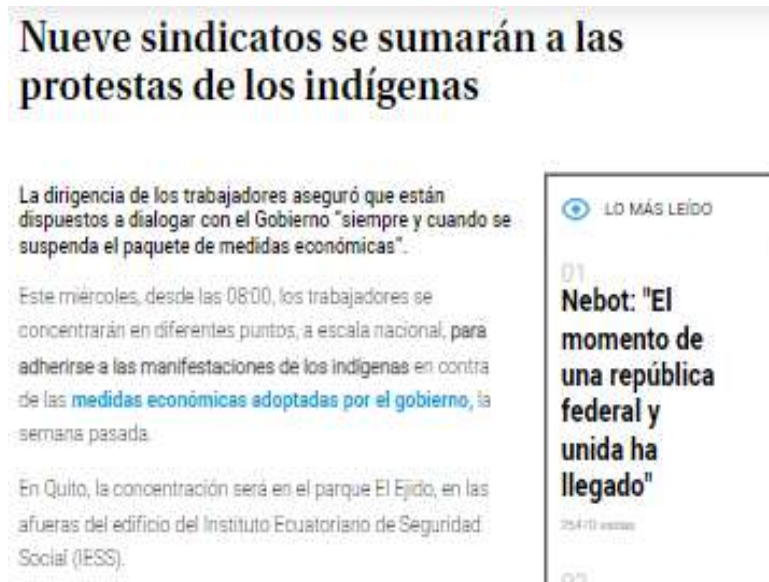 Nueve sindicatos se sumarán a las
protestas de los indígenas
La dirigencia de los trabajadores aseguró que están
dispuestos a dialogar con el Gobierno "siempre y cuando se
suspenda el paquete de medidas económicas".
Este miércoles, desde las 08:00, los trabajadores se
concentrarán en diferentes puntos, a escala nacional, para
adherirse a las manifestaciones de los indígenas en contra
de las medidas económicas adoptadas por el gobierno, la
semana pasada.
En Quito, la concentración será en el parque El Ejido, en las
afueras del edificio del Instituto Ecuatoriano de Seguridad
Social (IESS).
LO MÁS LEÍDO
01
Nebot: "El
momento de
una república
federal y
unida ha
llegado"
02